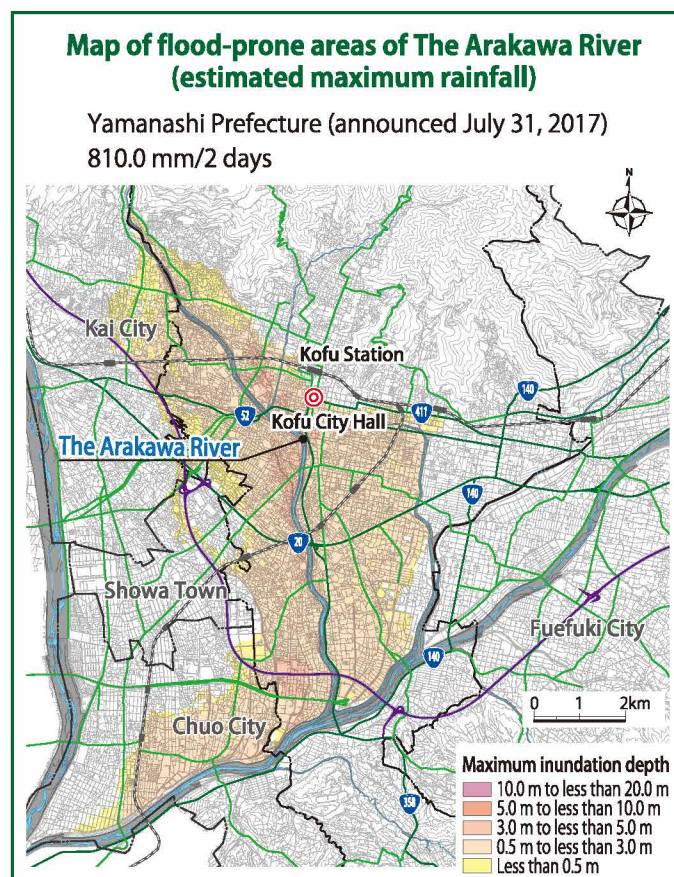 Map of flood-prone areas of The Arakawa River
(estimated maximum rainfall)
Yamanashi Prefecture (announced July 31, 2017)
810.0 mm/2 days
N
Kai City
Kofu Station
140
52
411
Kofu City Hall
The Arakawa River
140
20
Showa Town
Fuefuki City
140
0 1 2km
Chuo City
358
Maximum inundation depth
10.0 m to less than 20.0 m
5.0 m to less than 10.0 m
3.0 m to less than 5.0 m
0.5 m to less than 3.0 m
Less than 0.5 m